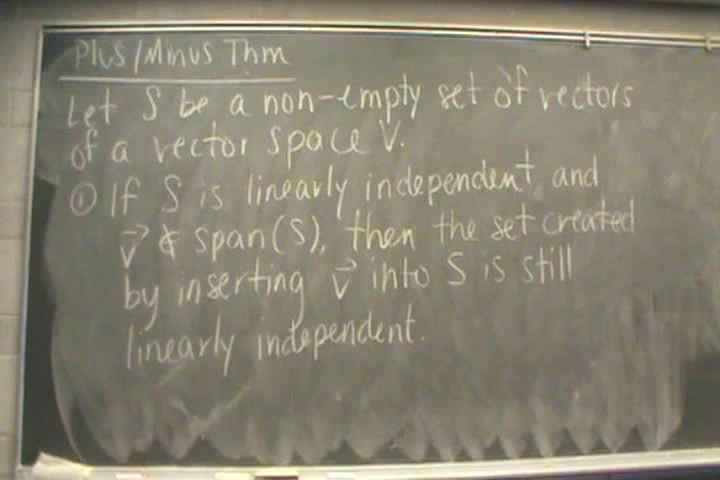 Plus/Minus Thm
Let S be a non-empty set of vectors
of a vector space V.
① If S is linearly independent and
v⃗ ∉ span(S), then the set created
by inserting v⃗ into S is still
linearly independent.